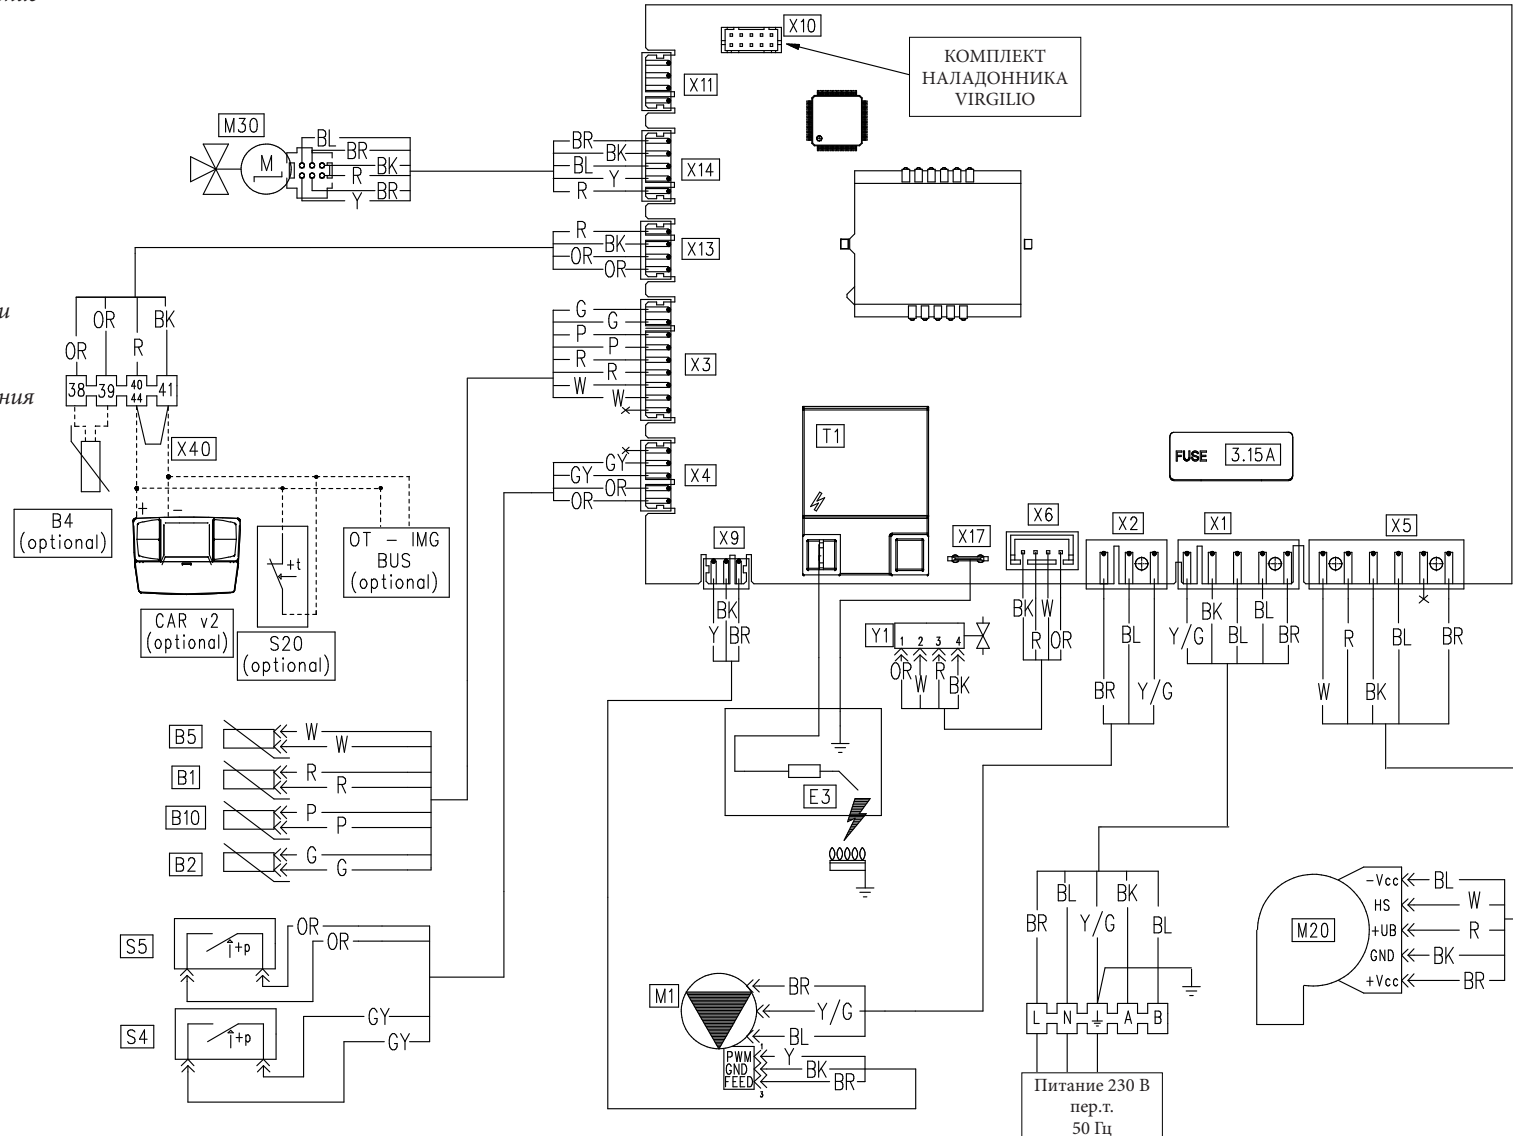 ние
и
ния
X10
КОМПЛЕКТ
НАЛАДОННИКА
VIRGILIO
X11
M30
M
BL
BR
BK
R
BR
Y
BR
BK
BL
Y
R
X14
R
BK
OR
OR
X13
OR
OR
R
BK
38
39
40
44
41
X40
G
G
P
P
R
R
W
W
X3
GY
GY
OR
OR
X4
B4
(optional)
+
-
CAR v2
(optional)
+t
S20
(optional)
OT - IMG
BUS
(optional)
T1
FUSE
3.15A
X9
X17
X6
X2
X1
X5
Y
BK
BR
Y1
1 2 3 4
OR
W
R
BK
BK
R
W
OR
BR
BL
Y/G
Y/G
BK
BL
BL
BR
W
R
BK
BL
BR
B5
W
W
B1
R
R
B10
P
P
B2
G
G
E3
S5
+p
OR
OR
S4
+p
GY
GY
M1
BR
Y/G
BL
1
PWM
GND
FEED
3
Y
BK
BR
BR
BL
Y/G
BK
BL
L
N
A
B
Питание 230 В
пер.т.
50 Гц
M20
-Vcc
HS
+UB
GND
+Vcc
BL
W
R
BK
BR